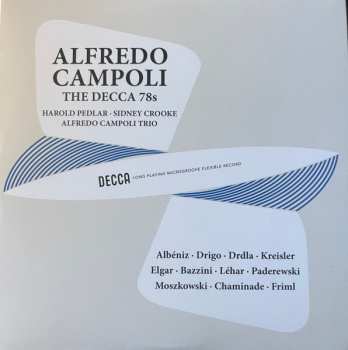 ALFREDO
CAMPOLI
THE DECCA 78s
HAROLD PEDLAR · SIDNEY CROOKE
ALFREDO CAMPOLI TRIO
DECCA LONG PLAYING MICROGROOVE FLEXIBLE RECORD
Albéniz · Drigo · Drdla · Kreisler
Elgar · Bazzini · Léhar · Paderewski
Moszkowski · Chaminade · Friml